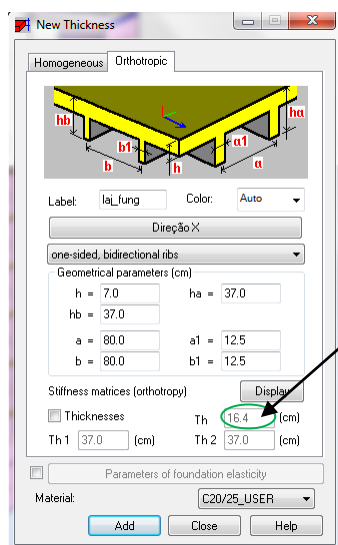 New Thickness
Homogeneous Orthotropic
hb b1 b h a1 a ha
Label: laj_fung Color: Auto
Direção X
one-sided, bidirectional ribs
Geometrical parameters (cm)
h = 7.0 ha = 37.0
hb = 37.0
a = 80.0 a1 = 12.5
b = 80.0 b1 = 12.5
Stiffness matrices (orthotropy) Display
Thicknesses Th 16.4 (cm)
Th 1 37.0 (cm) Th 2 37.0 (cm)
Parameters of foundation elasticity
Material: C20/25_USER
Add Close Help